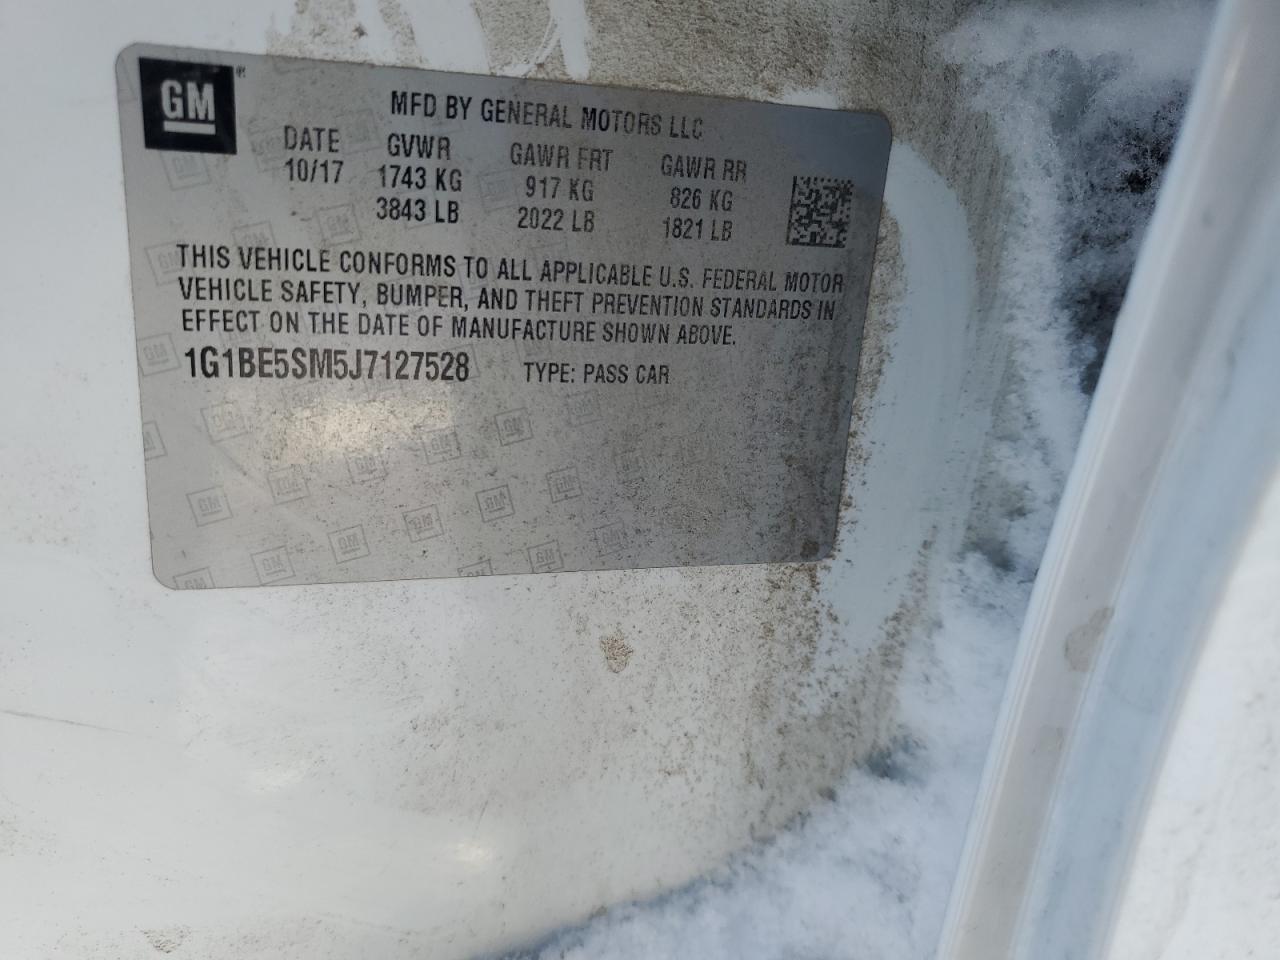 GM
MFD BY GENERAL MOTORS LLC
DATE GVWR GAWR FRT GAWR RR
10/17 1743 KG 917 KG 826 KG
3843 LB 2022 LB 1821 LB
THIS VEHICLE CONFORMS TO ALL APPLICABLE U.S. FEDERAL MOTOR
VEHICLE SAFETY, BUMPER, AND THEFT PREVENTION STANDARDS IN
EFFECT ON THE DATE OF MANUFACTURE SHOWN ABOVE.
1G1BE5SM5J7127528 TYPE: PASS CAR